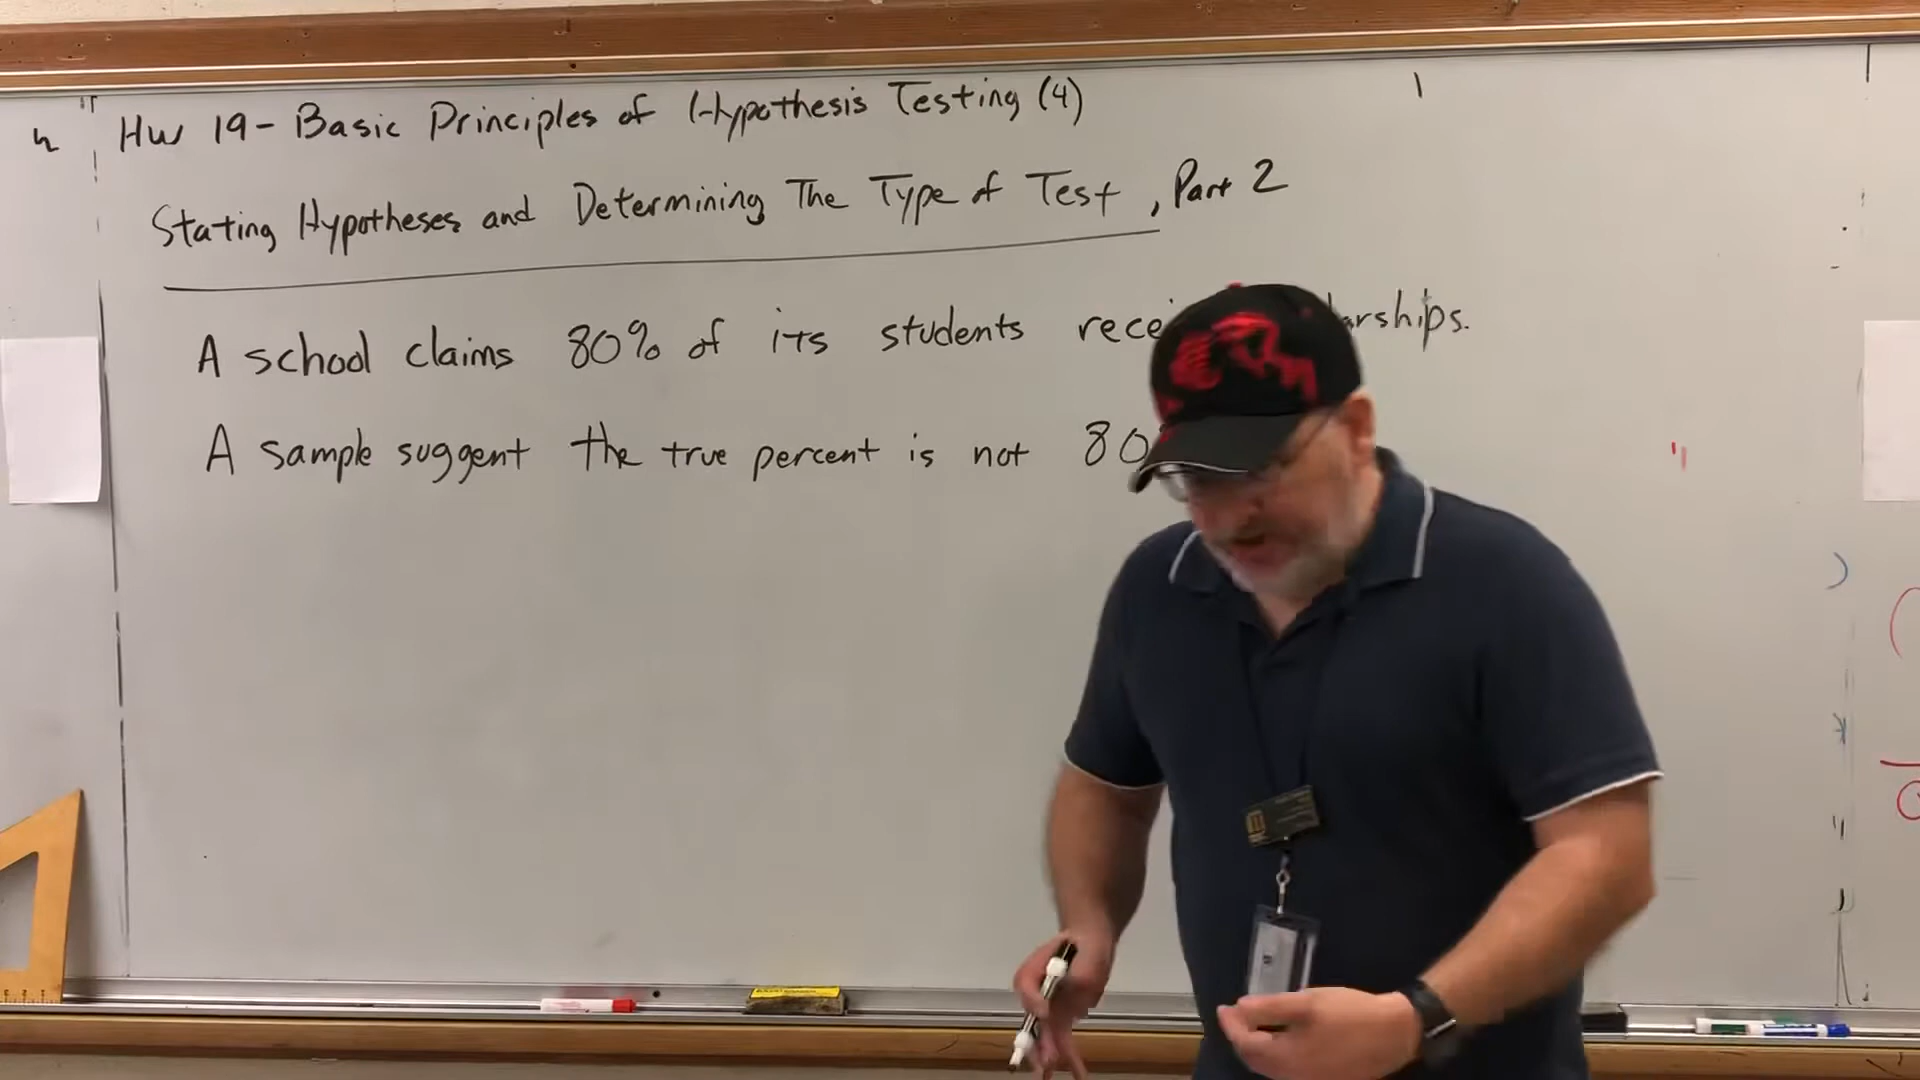 HW 19 - Basic Principles of Hypothesis Testing (4)
Stating Hypotheses and Determining The Type of Test, Part 2
A school claims 80% of its students
A sample suggent the true percent is not 80